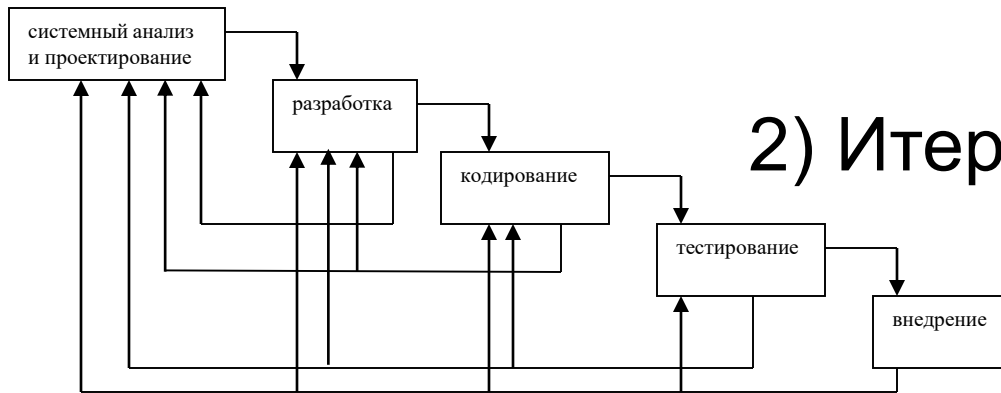 системный анализ
и проектирование
разработка
2) Итер
кодирование
тестирование
внедрение